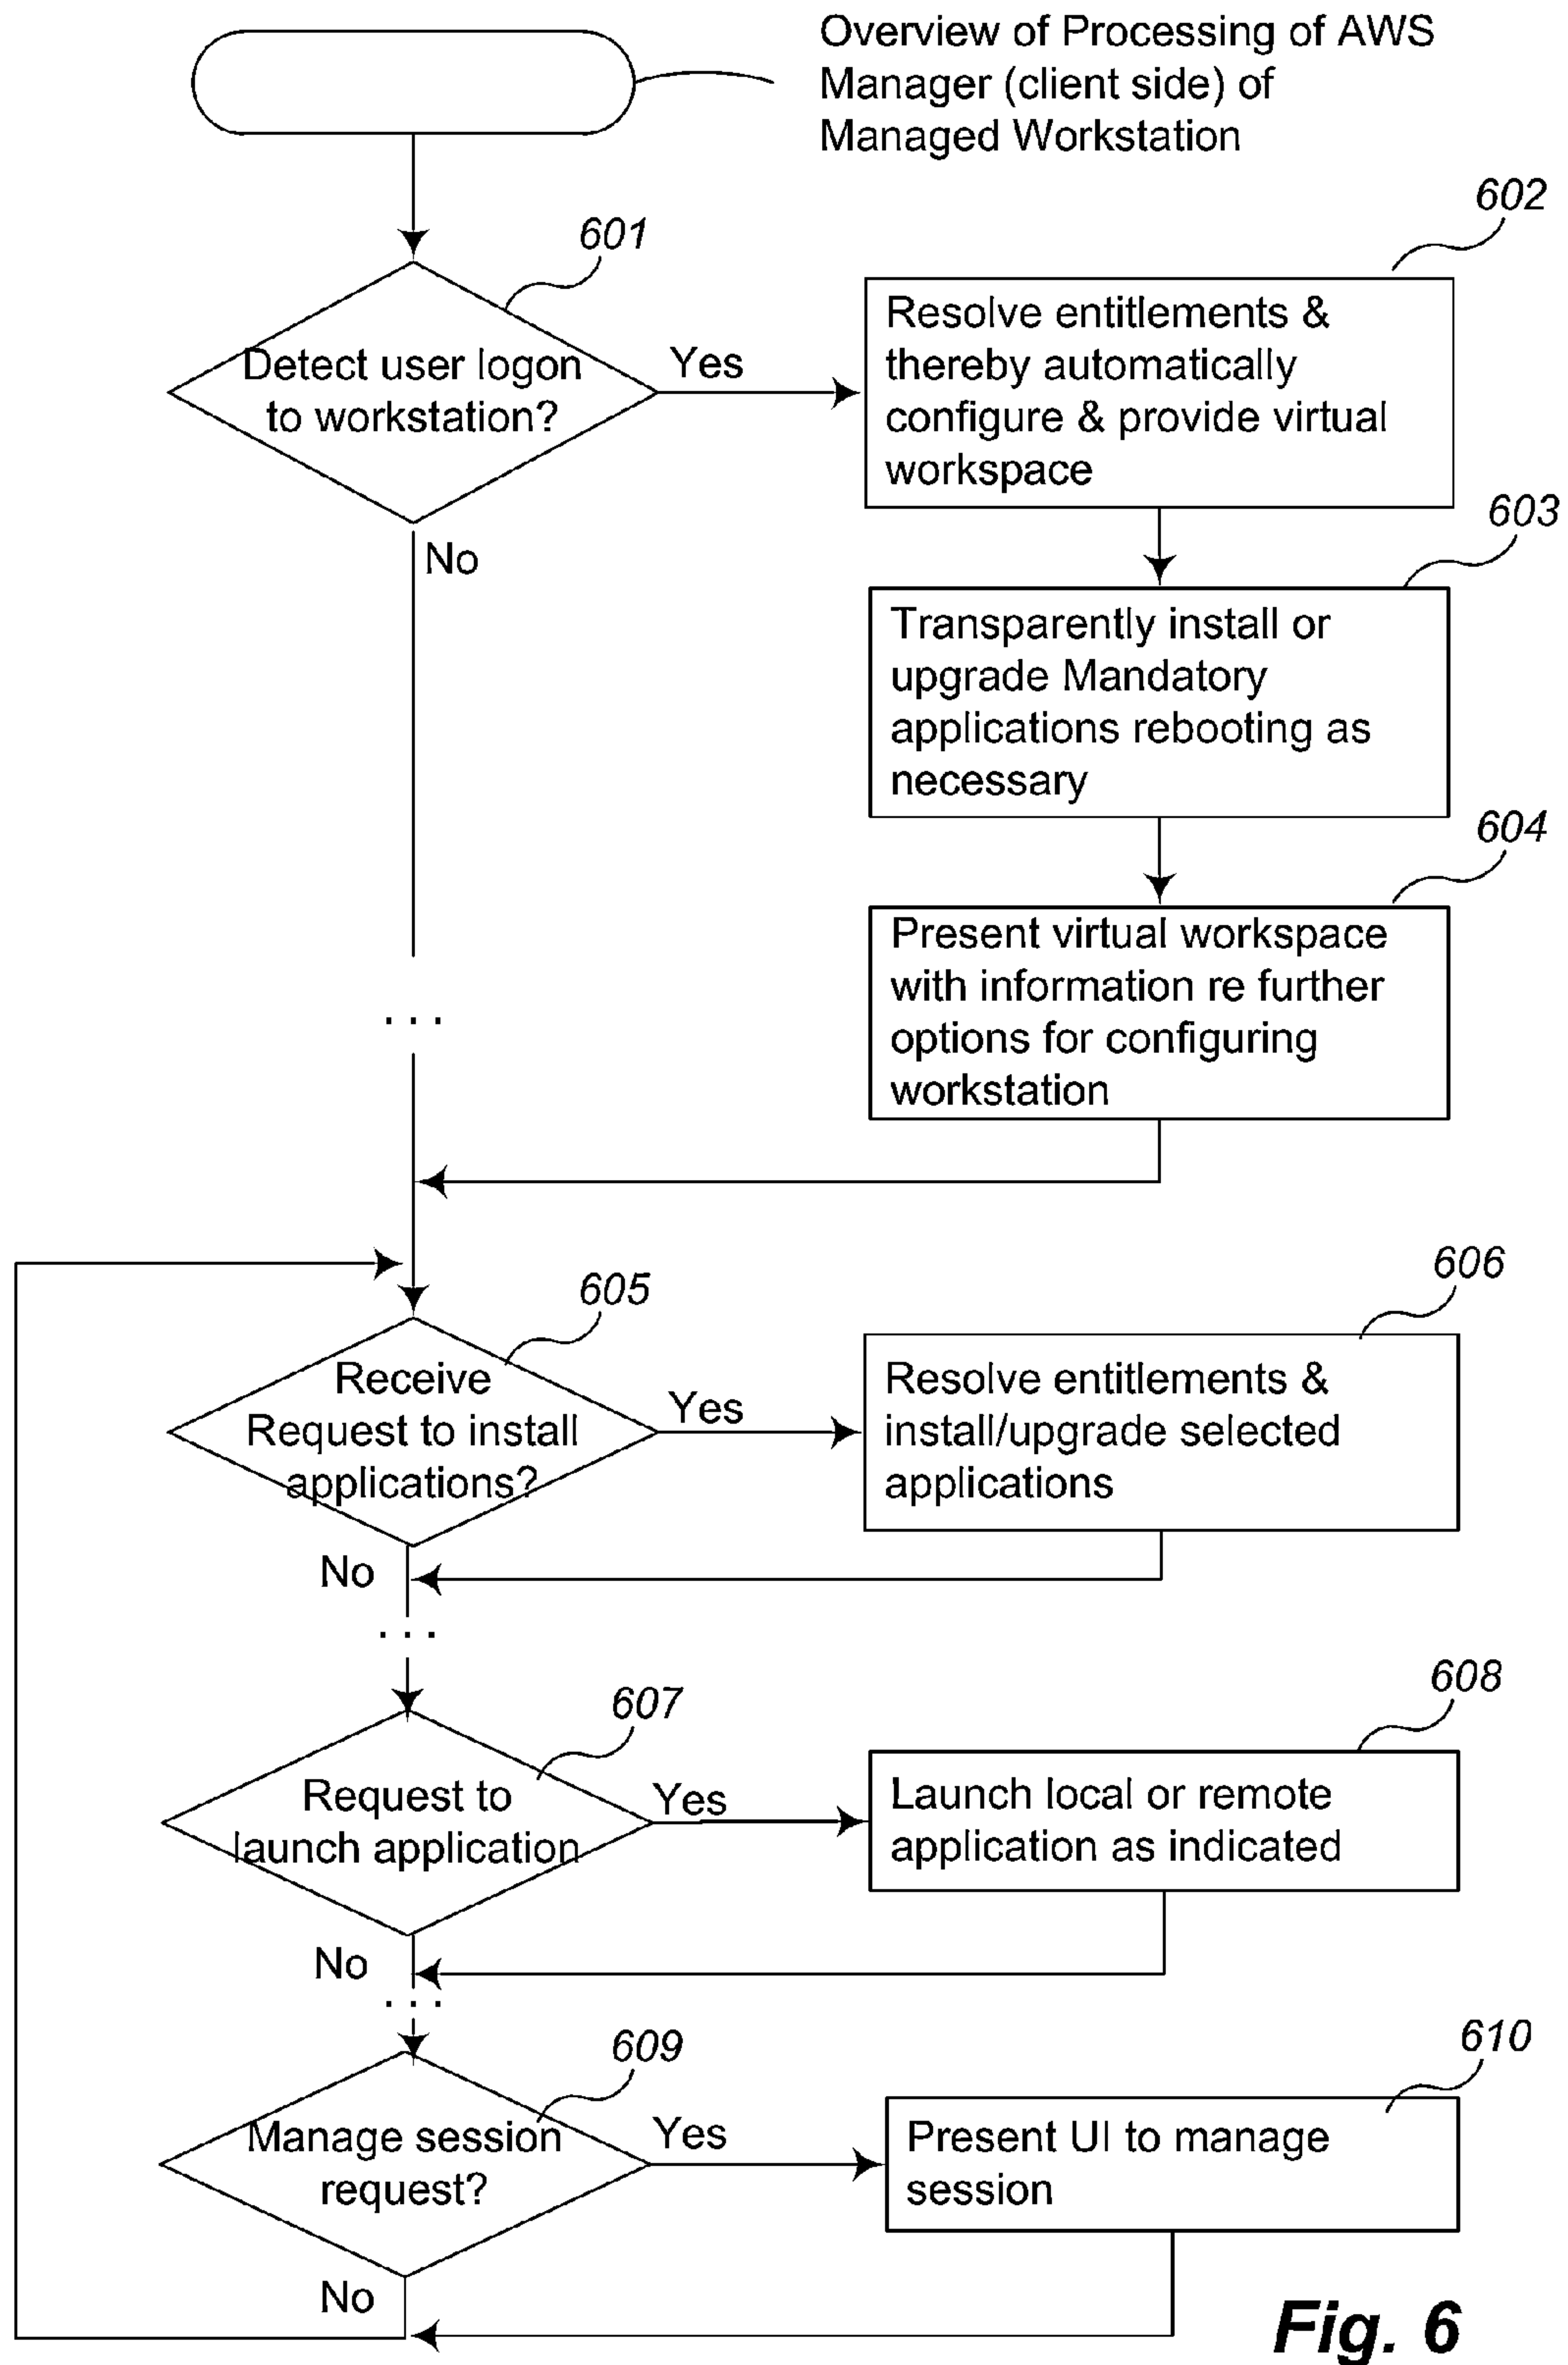 Overview of Processing of AWS
Manager (client side) of
Managed Workstation
601
Detect user logon
to workstation?
Yes
No
602
Resolve entitlements &
thereby automatically
configure & provide virtual
workspace
603
Transparently install or
upgrade Mandatory
applications rebooting as
necessary
604
Present virtual workspace
with information re further
options for configuring
workstation
. . .
605
Receive
Request to install
applications?
Yes
No
606
Resolve entitlements &
install/upgrade selected
applications
. . .
607
Request to
launch application
Yes
No
608
Launch local or remote
application as indicated
. . .
609
Manage session
request?
Yes
No
610
Present UI to manage
session
Fig. 6